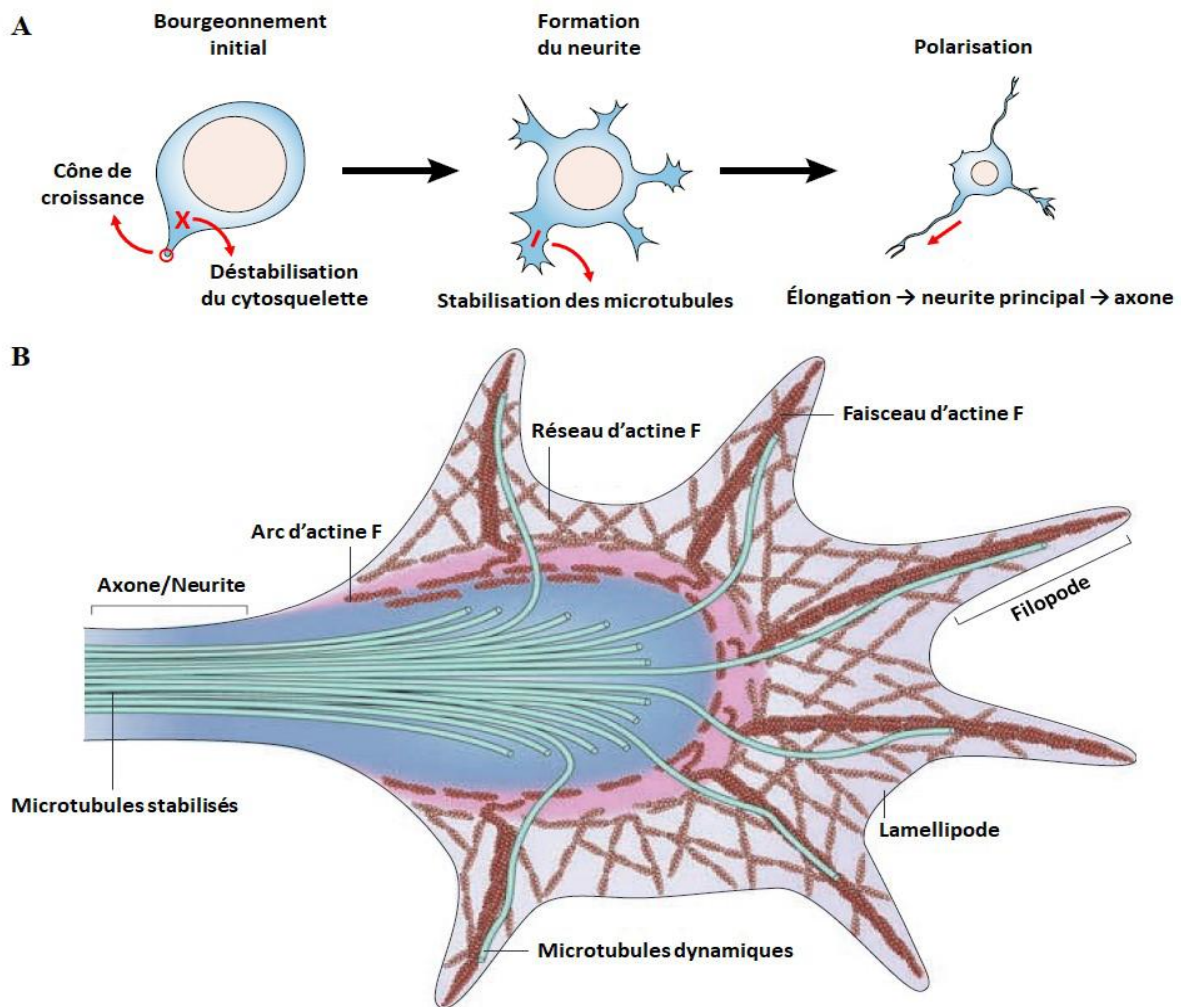 A
Bourgeonnement
initial
Formation
du neurite
Polarisation
Cône de
croissance
X
Déstabilisation
du cytosquelette
Stabilisation des microtubules
Élongation → neurite principal → axone
B
Réseau d'actine F
Faisceau d'actine F
Arc d'actine F
Axone/Neurite
Filopode
Microtubules stabilisés
Lamellipode
Microtubules dynamiques